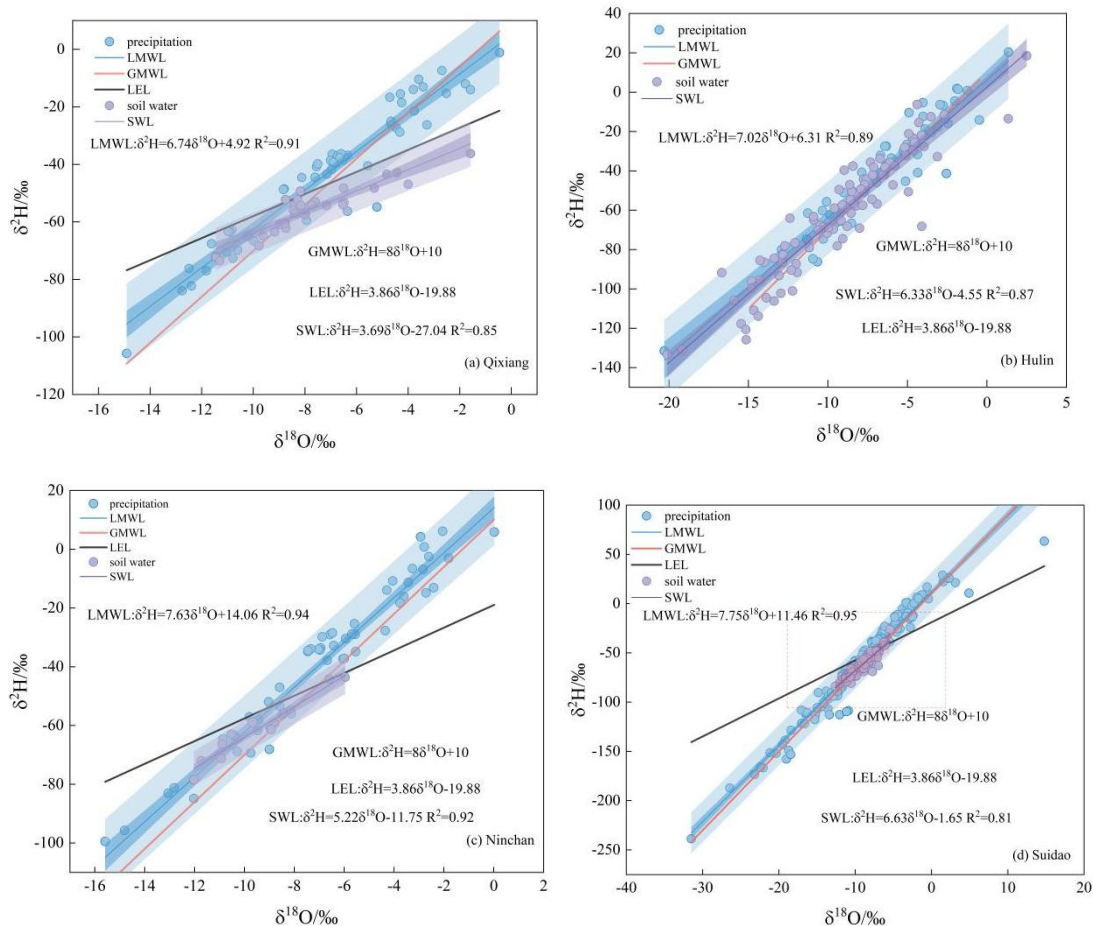 precipitation
LMWL
GMWL
LEL
soil water
SWL
LMWL:δ²H=6.74δ¹⁸O+4.92 R²=0.91
GMWL:δ²H=8δ¹⁸O+10
LEL:δ²H=3.86δ¹⁸O-19.88
SWL:δ²H=3.69δ¹⁸O-27.04 R²=0.85
(a) Qixiang
0
-20
-40
-60
-80
-100
-120
δ²H/‰
-16 -14 -12 -10 -8 -6 -4 -2 0
δ¹⁸O/‰
precipitation
LMWL
GMWL
soil water
SWL
LMWL:δ²H=7.02δ¹⁸O+6.31 R²=0.89
GMWL:δ²H=8δ¹⁸O+10
SWL:δ²H=6.33δ¹⁸O-4.55 R²=0.87
LEL:δ²H=3.86δ¹⁸O-19.88
(b) Hulin
40
20
0
-20
-40
-60
-80
-100
-120
-140
δ²H/‰
-20 -15 -10 -5 0 5
δ¹⁸O/‰
precipitation
LMWL
GMWL
LEL
soil water
SWL
LMWL:δ²H=7.63δ¹⁸O+14.06 R²=0.94
GMWL:δ²H=8δ¹⁸O+10
LEL:δ²H=3.86δ¹⁸O-19.88
SWL:δ²H=5.22δ¹⁸O-11.75 R²=0.92
(c) Ninchan
20
0
-20
-40
-60
-80
-100
δ²H/‰
-16 -14 -12 -10 -8 -6 -4 -2 0 2
δ¹⁸O/‰
precipitation
LMWL
GMWL
LEL
soil water
SWL
LMWL:δ²H=7.75δ¹⁸O+11.46 R²=0.95
GMWL:δ²H=8δ¹⁸O+10
LEL:δ²H=3.86δ¹⁸O-19.88
SWL:δ²H=6.63δ¹⁸O-1.65 R²=0.81
(d) Suidao
100
50
0
-50
-100
-150
-200
-250
δ²H/‰
-40 -30 -20 -10 0 10 20
δ¹⁸O/‰